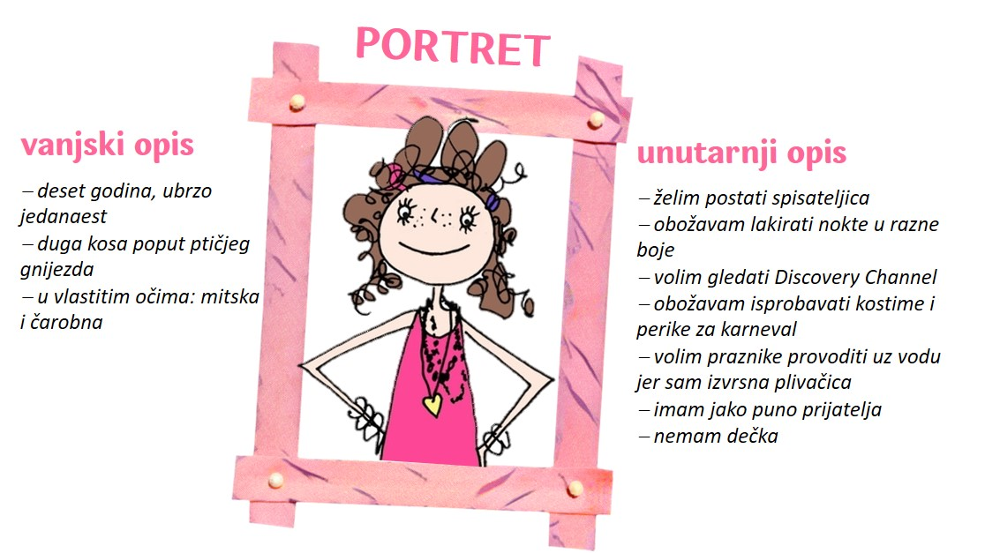 PORTRET
vanjski opis
– deset godina, ubrzo
jedanaest
– duga kosa poput ptičjeg
gnijezda
– u vlastitim očima: mitska
i čarobna
unutarnji opis
– želim postati spisateljica
– obožavam lakirati nokte u razne
boje
– volim gledati Discovery Channel
– obožavam isprobavati kostime i
perike za karneval
– volim praznike provoditi uz vodu
jer sam izvrsna plivačica
– imam jako puno prijatelja
– nemam dečka